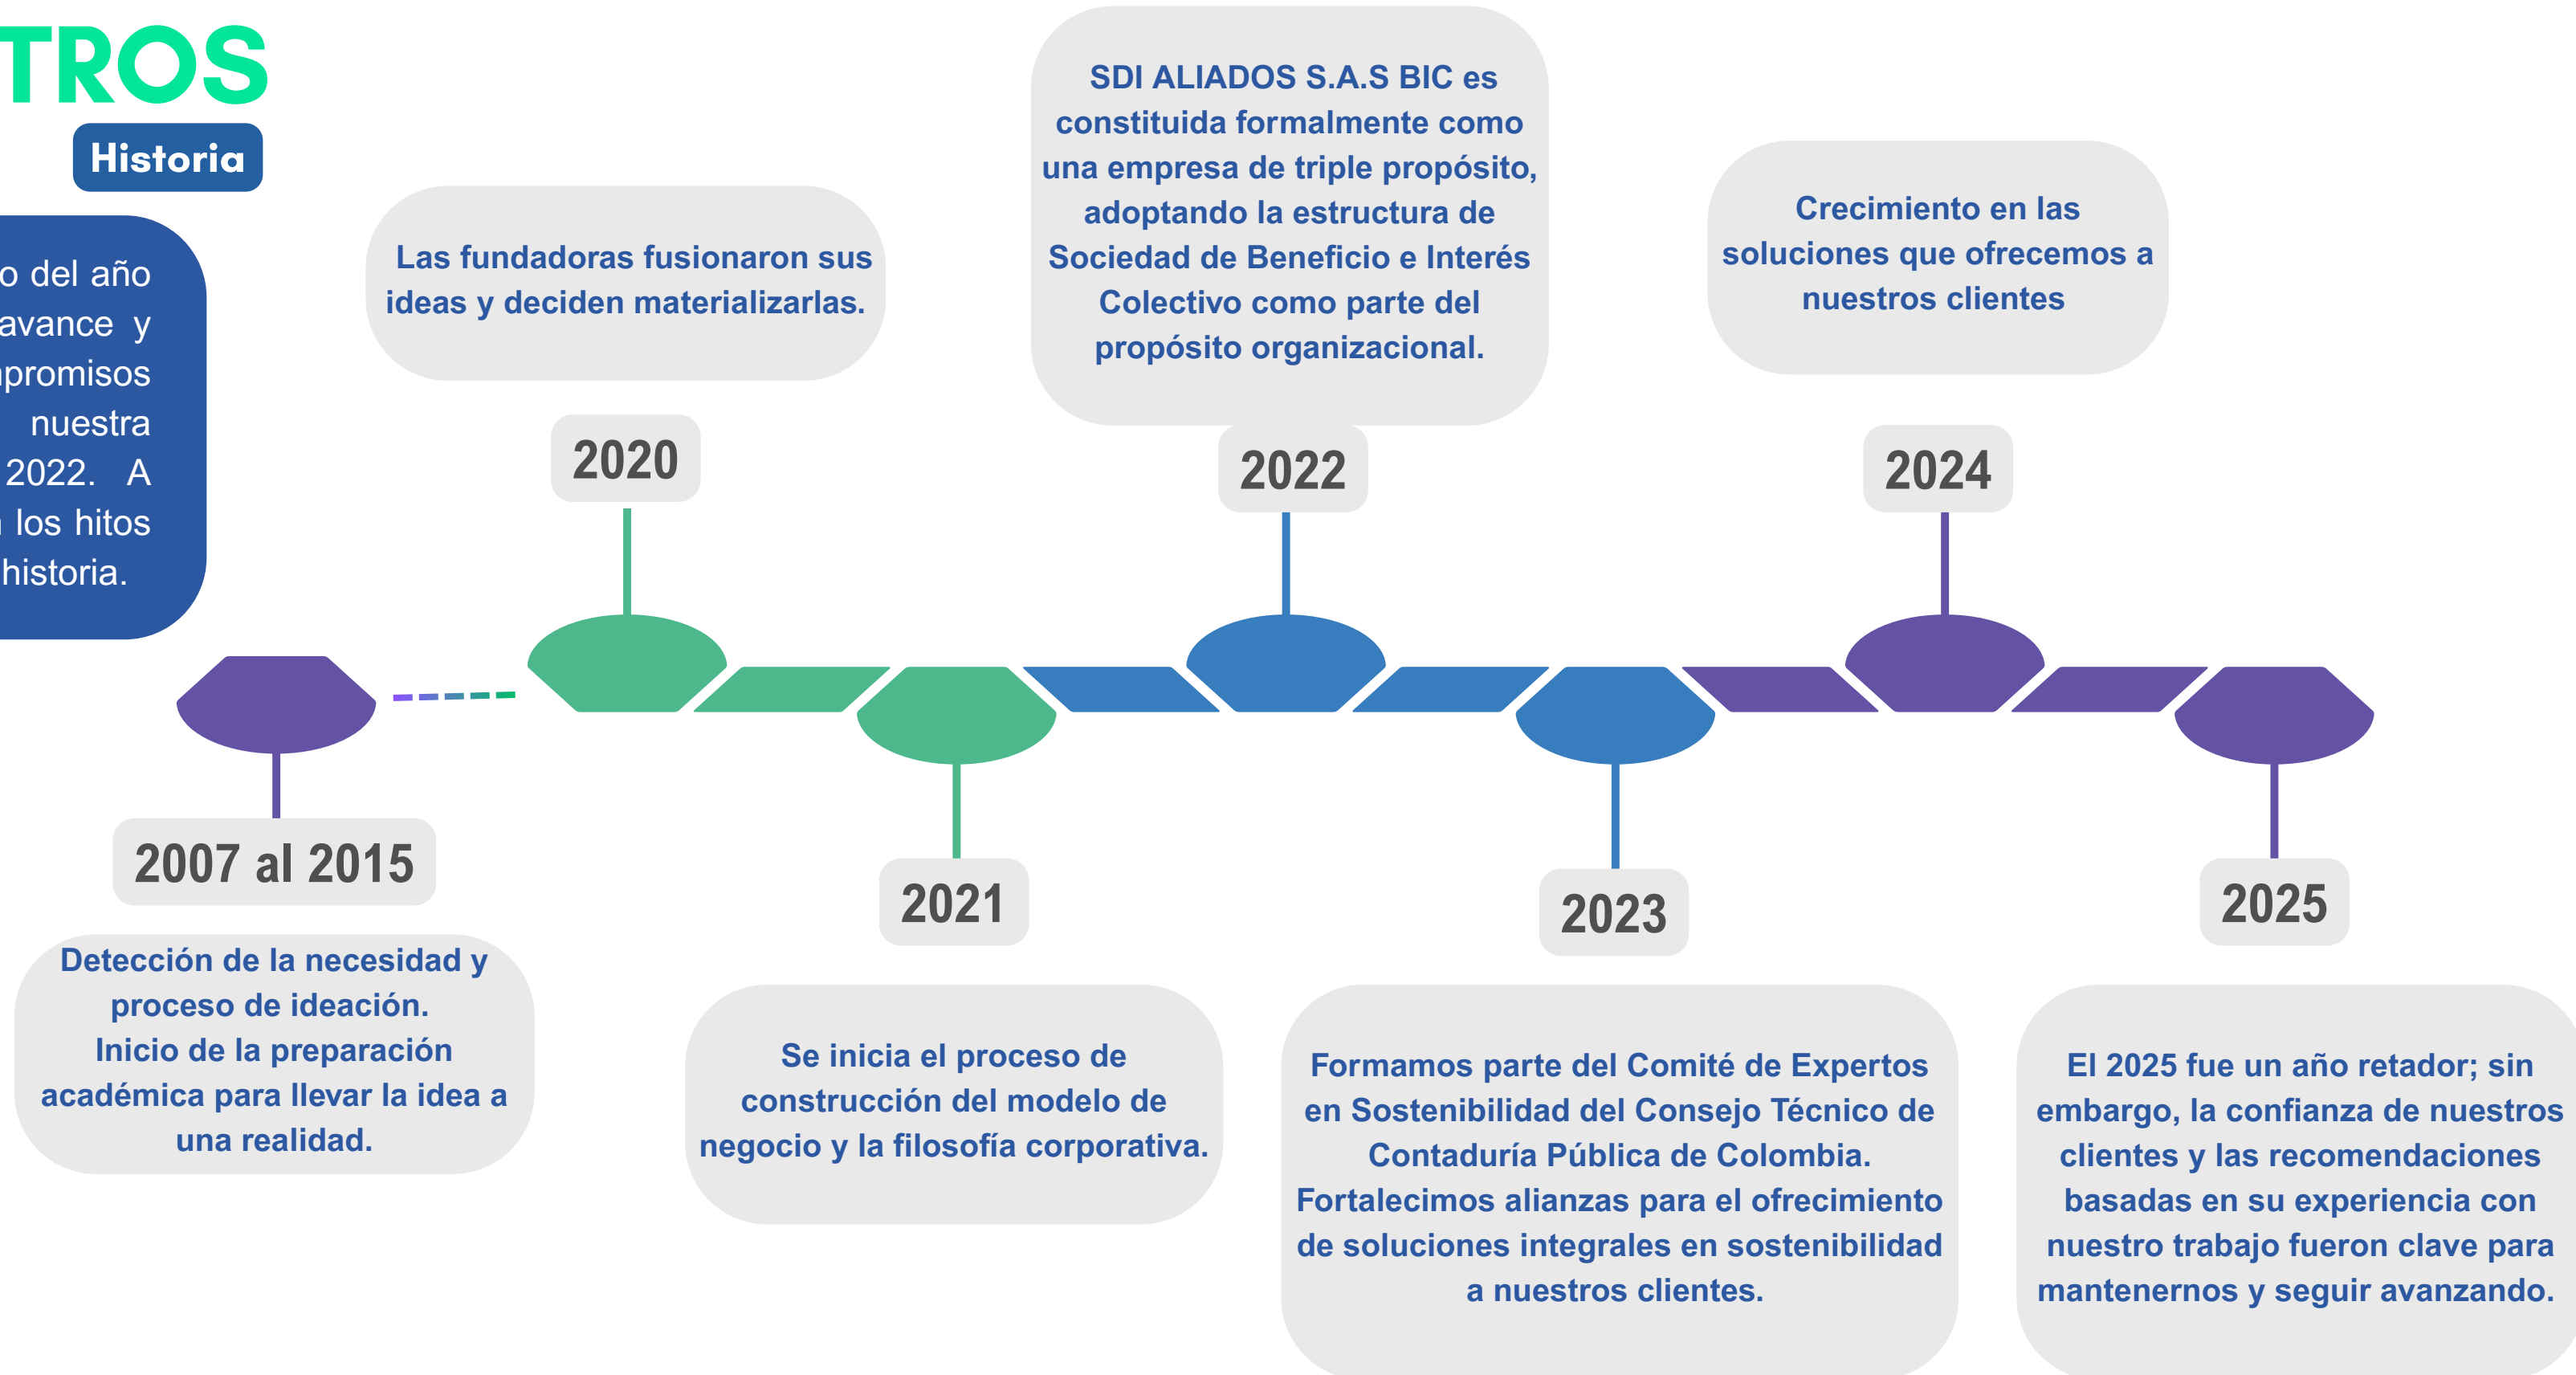 TROS
Historia
del año
avance y
nuestra
2022. A
los hitos
historia.
Las fundadoras fusionaron sus
ideas y deciden materializarlas.
2020
SDI ALIADOS S.A.S BIC es
constituida formalmente como
una empresa de triple propósito,
adoptando la estructura de
Sociedad de Beneficio e Interés
Colectivo como parte del
propósito organizacional.
2022
Crecimiento en las
soluciones que ofrecemos a
nuestros clientes
2024
2007 al 2015
Detección de la necesidad y
proceso de ideación.
Inicio de la preparación
académica para llevar la idea a
una realidad.
2021
Se inicia el proceso de
construcción del modelo de
negocio y la filosofía corporativa.
2023
Formamos parte del Comité de Expertos
en Sostenibilidad del Consejo Técnico de
Contaduría Pública de Colombia.
Fortalecimos alianzas para el ofrecimiento
de soluciones integrales en sostenibilidad
a nuestros clientes.
2025
El 2025 fue un año retador; sin
embargo, la confianza de nuestros
clientes y las recomendaciones
basadas en su experiencia con
nuestro trabajo fueron clave para
mantenernos y seguir avanzando.